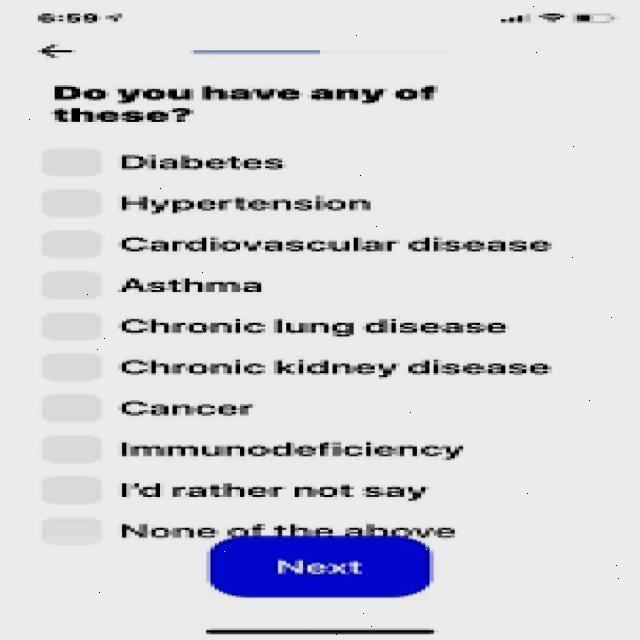 6:59
Do you have any of
these?
Diabetes
Hypertension
Cardiovascular disease
Asthma
Chronic lung disease
Chronic kidney disease
Cancer
Immunodeficiency
I'd rather not say
None of the above
Next